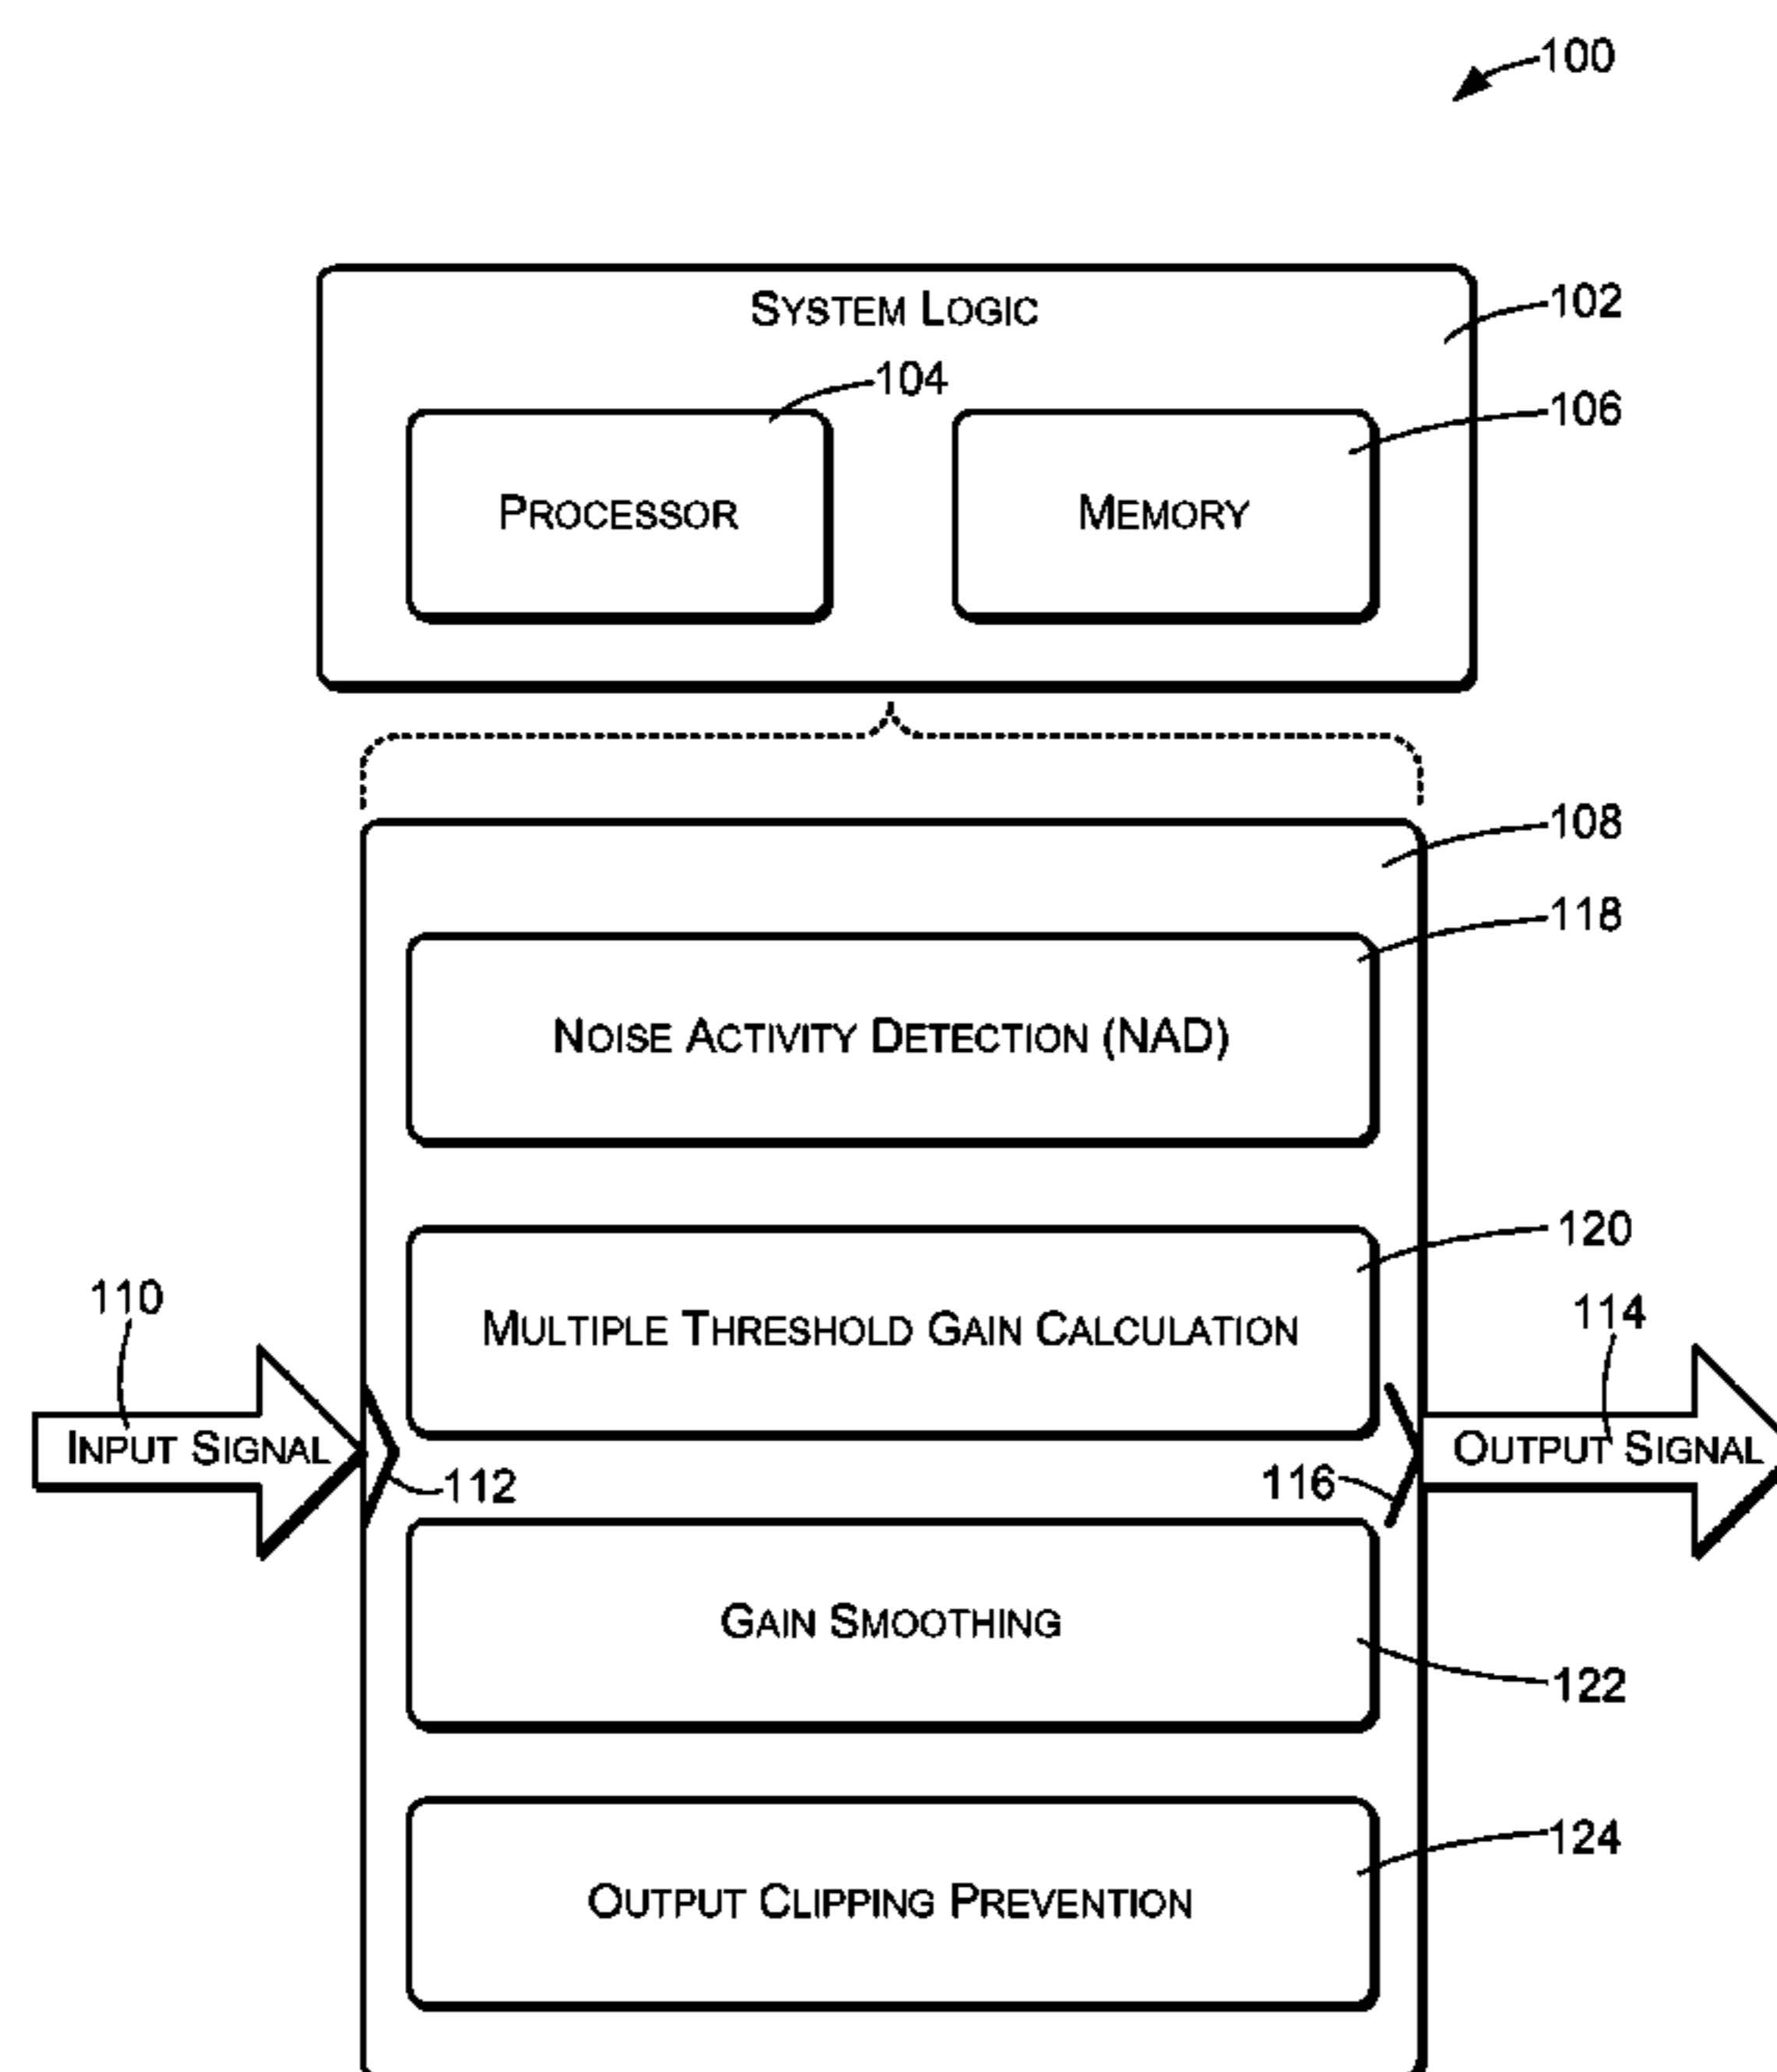 100
SYSTEM LOGIC
102
104
106
PROCESSOR
MEMORY
108
118
NOISE ACTIVITY DETECTION (NAD)
120
110
MULTIPLE THRESHOLD GAIN CALCULATION
114
INPUT SIGNAL
112
116
OUTPUT SIGNAL
GAIN SMOOTHING
122
124
OUTPUT CLIPPING PREVENTION